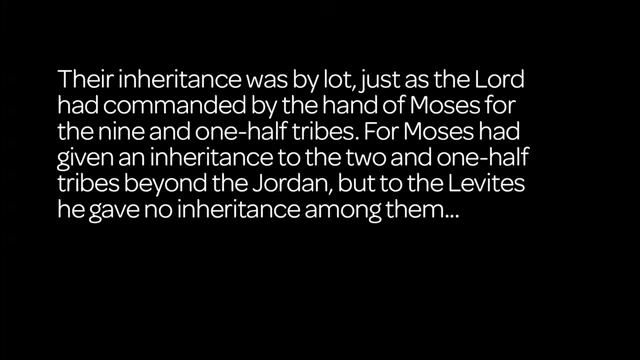 Their inheritance was by lot, just as the Lord
had commanded by the hand of Moses for
the nine and one-half tribes. For Moses had
given an inheritance to the two and one-half
tribes beyond the Jordan, but to the Levites
he gave no inheritance among them...